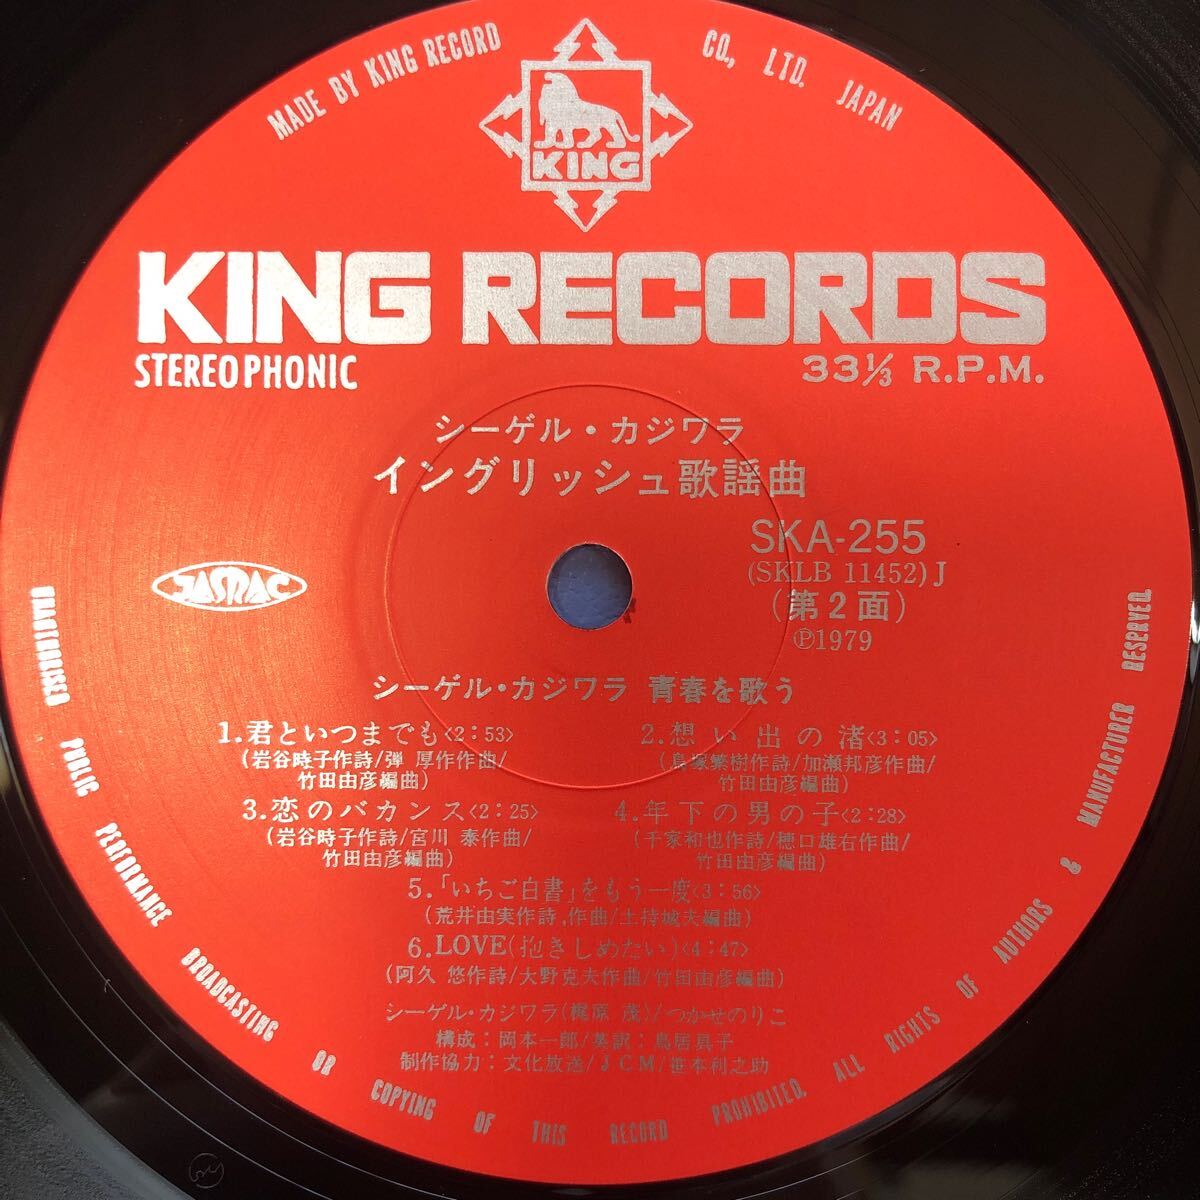 MADE BY KING RECORD CO., LTD. JAPAN
KING
KING RECORDS
STEREOPHONIC
33⅓ R.P.M.
シーゲル・カジワラ
イングリッシュ歌謡曲
SKA-255
(SKLB 11452) J
(第2面)
Ⓟ1979
JASRAC
シーゲル・カジワラ 青春を歌う
1.君といつまでも<2:53>
(岩谷時子作詩/弾 厚作作曲/
竹田由彦編曲)
2.想い出の渚<3:05>
(鳥塚繁樹作詩/加瀬邦彦作曲/
竹田由彦編曲)
3.恋のバカンス<2:25>
(岩谷時子作詩/宮川 泰作曲/
竹田由彦編曲)
4.年下の男の子<2:28>
(千家和也作詩/穂口雄右作曲/
竹田由彦編曲)
5.「いちご白書」をもう一度<3:56>
(荒井由実作詩,作曲/土持城夫編曲)
6.LOVE(抱きしめたい)<4:47>
(阿久 悠作詩/大野克夫作曲/竹田由彦編曲)
シーゲル・カジワラ(梶原 茂)/つかせのりこ
構成:岡本一郎/英訳:鳥居真子
制作協力:文化放送/JCM/笹本利之助
UNAUTHORISED PUBLIC PERFORMANCE BROADCASTING OR COPYING OF THIS RECORD PROHIBITED. ALL RIGHTS OF AUTHORS & MANUFACTURER RESERVED.